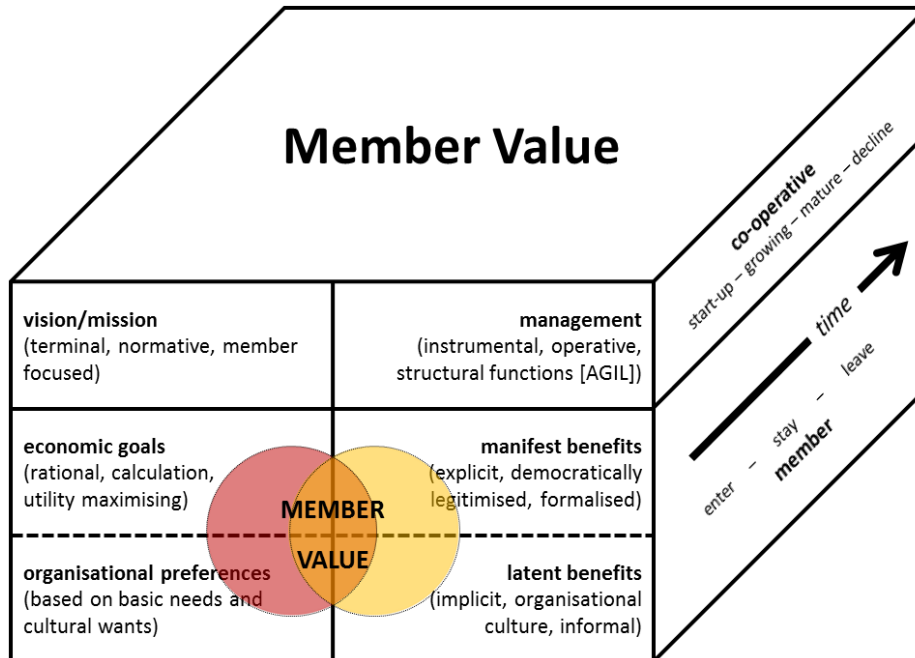 Member Value
co-operative
start-up – growing – mature – decline
time
enter – stay – leave
member
vision/mission
(terminal, normative, member
focused)
management
(instrumental, operative,
structural functions [AGIL])
economic goals
(rational, calculation,
utility maximising)
manifest benefits
(explicit, democratically
legitimised, formalised)
MEMBER
VALUE
organisational preferences
(based on basic needs and
cultural wants)
latent benefits
(implicit, organisational
culture, informal)